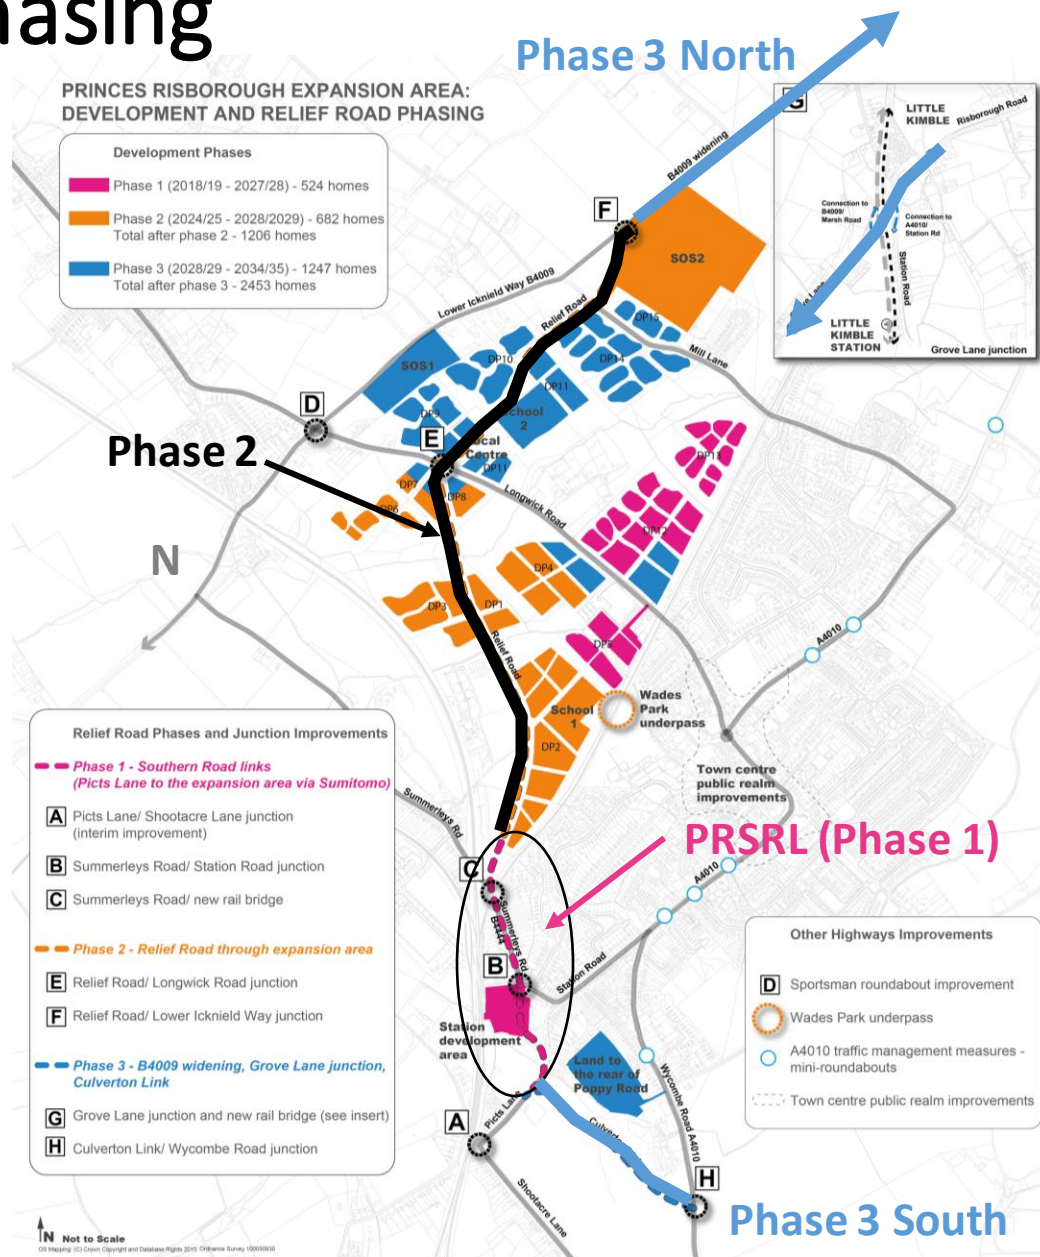 hasing
Phase 3 North
PRINCES RISBOROUGH EXPANSION AREA:
DEVELOPMENT AND RELIEF ROAD PHASING
Development Phases
Phase 1 (2018/19 - 2027/28) - 524 homes
Phase 2 (2024/25 - 2028/2029) - 682 homes
Total after phase 2 - 1206 homes
Phase 3 (2028/29 - 2034/35) - 1247 homes
Total after phase 3 - 2453 homes
G
LITTLE
KIMBLE
Risborough Road
Connection to
B4009/
Marsh Road
Connection to
A4010/
Station Rd
Station Road
Lane
LITTLE
KIMBLE
STATION
Grove Lane junction
B4009 widening
F
SOS2
Lower Icknield Way B4009
Relief Road
DP15
Mill Lane
SOS1
DP10
DP14
DP11
D
DP9
School
2
E
Local
Centre
DP11
DP13
Phase 2
DP7
DP8
DP6
Longwick Road
DP12
N
DP4
DP3
DP1
DP5
Relief Road
A4010
School
1
Wades
Park
underpass
DP2
Town centre
public realm
improvements
Summerleys Rd
PRSRL (Phase 1)
C
A4010
Summerleys Rd
B4444
B
Station Road
Station
development
area
Land to
the rear of
Poppy Road
Wycombe Road A4010
A
Picts Lane
Culverton
H
Shootacre Lane
Phase 3 South
Relief Road Phases and Junction Improvements
Phase 1 - Southern Road links
(Picts Lane to the expansion area via Sumitomo)
A Picts Lane/ Shootacre Lane junction
(interim improvement)
B Summerleys Road/ Station Road junction
C Summerleys Road/ new rail bridge
Phase 2 - Relief Road through expansion area
E Relief Road/ Longwick Road junction
F Relief Road/ Lower Icknield Way junction
Phase 3 - B4009 widening, Grove Lane junction,
Culverton Link
G Grove Lane junction and new rail bridge (see insert)
H Culverton Link/ Wycombe Road junction
Other Highways Improvements
D Sportsman roundabout improvement
Wades Park underpass
A4010 traffic management measures -
mini-roundabouts
Town centre public realm improvements
N Not to Scale
OS Mapping: (C) Crown Copyright and Database Rights 2015 Ordnance Survey 100050830